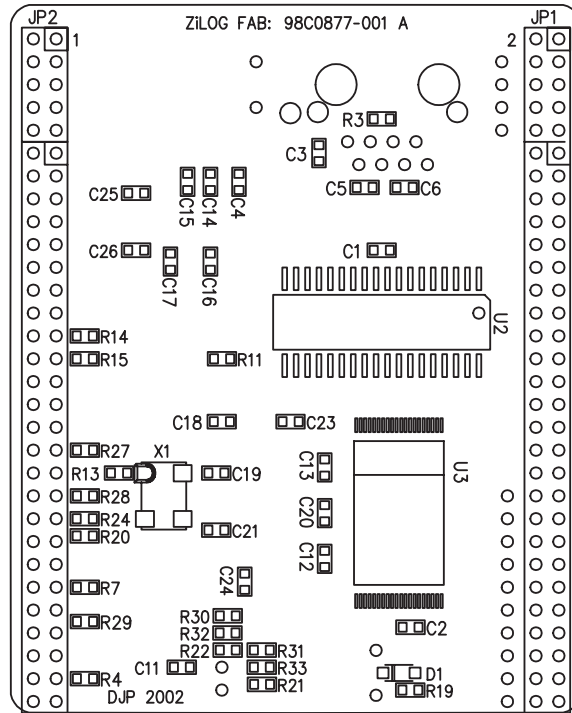 JP2 ZiLOG FAB: 98C0877-001 A JP1
1 2
R3
C3
C5 C6
C25 C15 C14 C4
C26 C17 C16 C1
U2
R14
R15 R11
C18 C23
R27 X1
R13 C19 C13 U3
R28
R24 C20
R20 C21
C12
R7 C24
R30
R29 R32 C2
R22 R31
C11 R33
R4 R21 D1
DJP 2002 R19